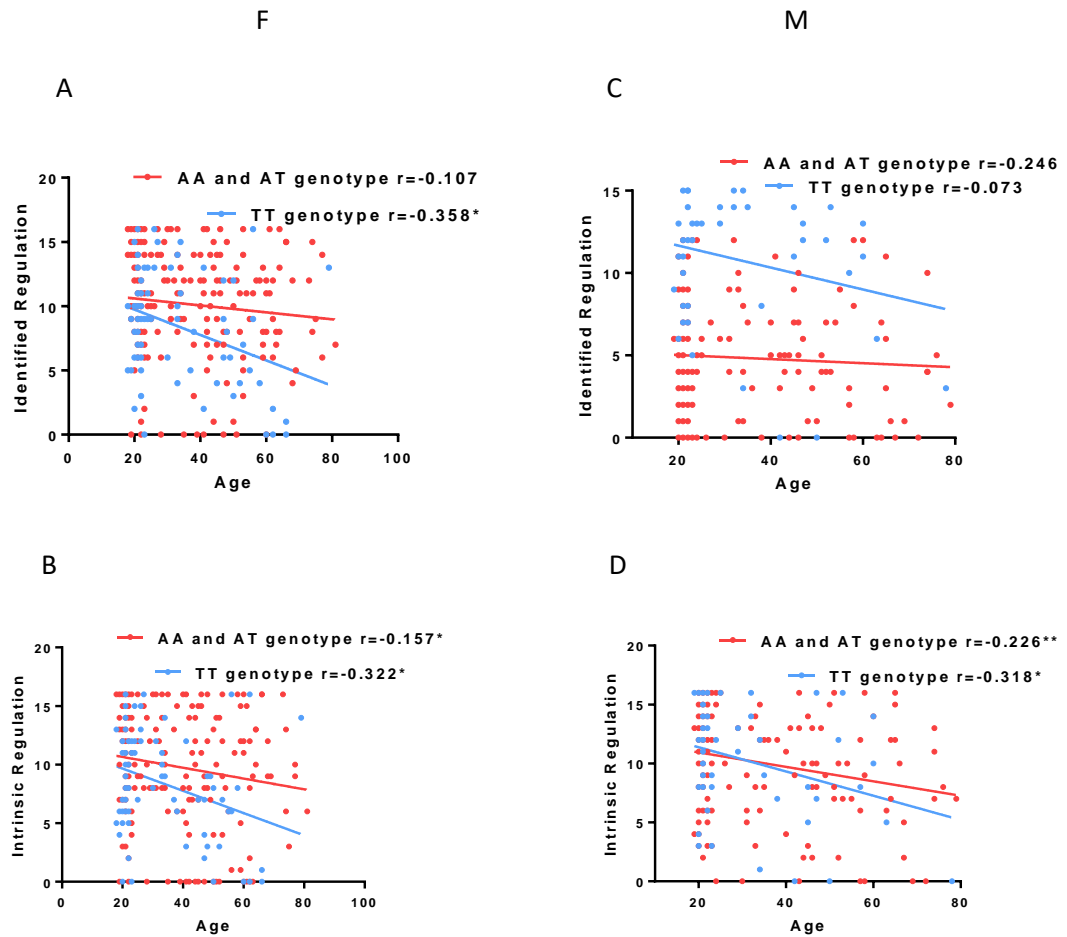 F
M
A
C
AA and AT genotype r=-0.107
TT genotype r=-0.358*
20
15
10
5
0
Identified Regulation
0 20 40 60 80 100
Age
AA and AT genotype r=-0.246
TT genotype r=-0.073
15
10
5
0
Identified Regulation
20 40 60 80
Age
B
D
AA and AT genotype r=-0.157*
TT genotype r=-0.322*
20
15
10
5
0
Intrinsic Regulation
0 20 40 60 80 100
Age
AA and AT genotype r=-0.226**
TT genotype r=-0.318*
20
15
10
5
0
Intrinsic Regulation
20 40 60 80
Age